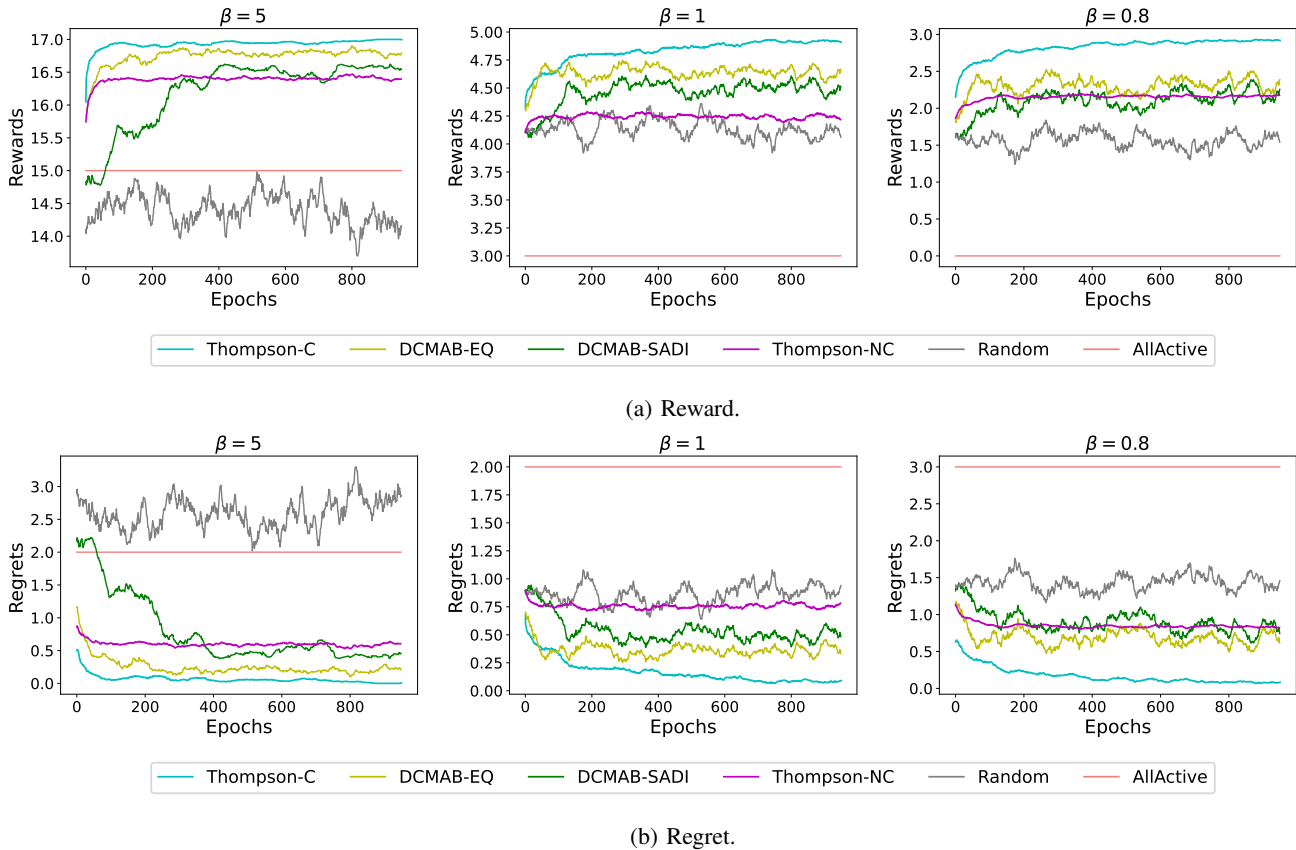 β = 5
β = 1
β = 0.8
Rewards
17.0
16.5
16.0
15.5
15.0
14.5
14.0
0 200 400 600 800
Epochs
Rewards
5.00
4.75
4.50
4.25
4.00
3.75
3.50
3.25
3.00
0 200 400 600 800
Epochs
Rewards
3.0
2.5
2.0
1.5
1.0
0.5
0.0
0 200 400 600 800
Epochs
Thompson-C DCMAB-EQ DCMAB-SADI Thompson-NC Random AllActive
(a) Reward.
β = 5
β = 1
β = 0.8
Regrets
3.0
2.5
2.0
1.5
1.0
0.5
0.0
0 200 400 600 800
Epochs
Regrets
2.00
1.75
1.50
1.25
1.00
0.75
0.50
0.25
0.00
0 200 400 600 800
Epochs
Regrets
3.0
2.5
2.0
1.5
1.0
0.5
0.0
0 200 400 600 800
Epochs
Thompson-C DCMAB-EQ DCMAB-SADI Thompson-NC Random AllActive
(b) Regret.